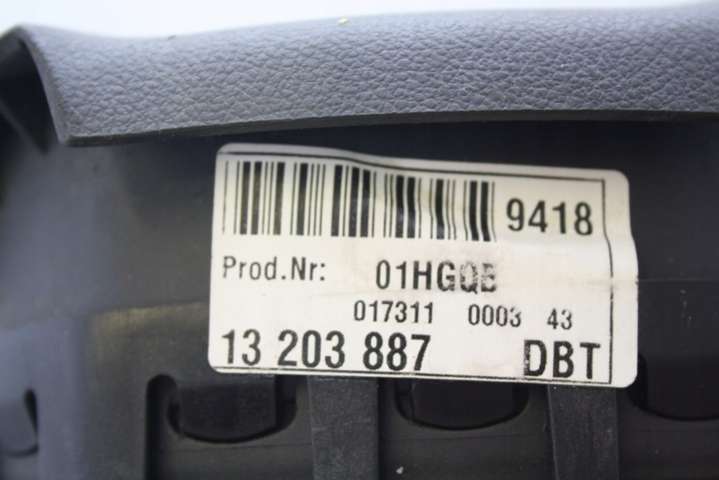 9418
Prod.Nr: 01HGQB
017311 0003 43
13 203 887 DBT